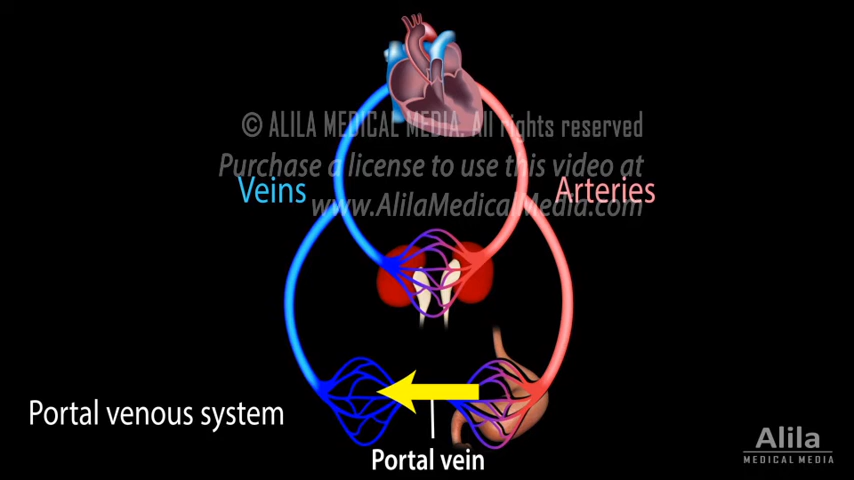 © ALILA MEDICAL MEDIA. All rights reserved
Purchase a license to use this video at
www.AlilaMedicalMedia.com
Veins
Arteries
Portal venous system
Portal vein
Alila
MEDICAL MEDIA